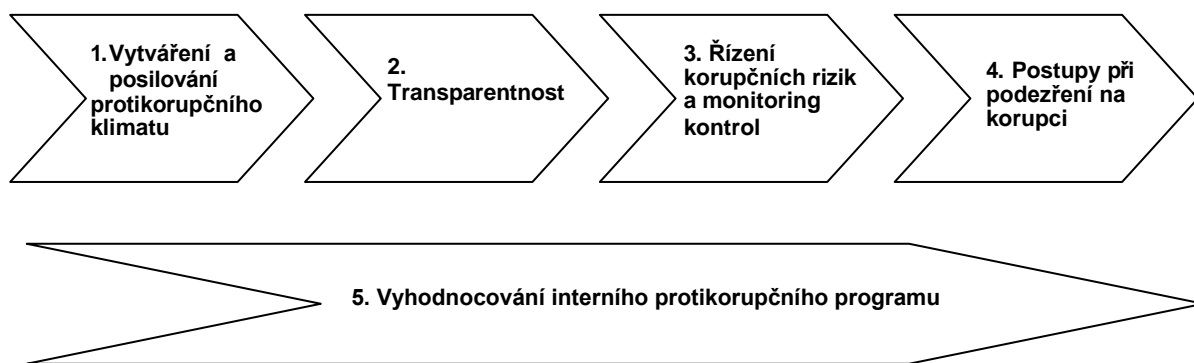 1.Vytváření a
posilování
protikorupčního
klimatu
2.
Transparentnost
3. Řízení
korupčních rizik
a monitoring
kontrol
4. Postupy při
podezření na
korupci
5. Vyhodnocování interního protikorupčního programu